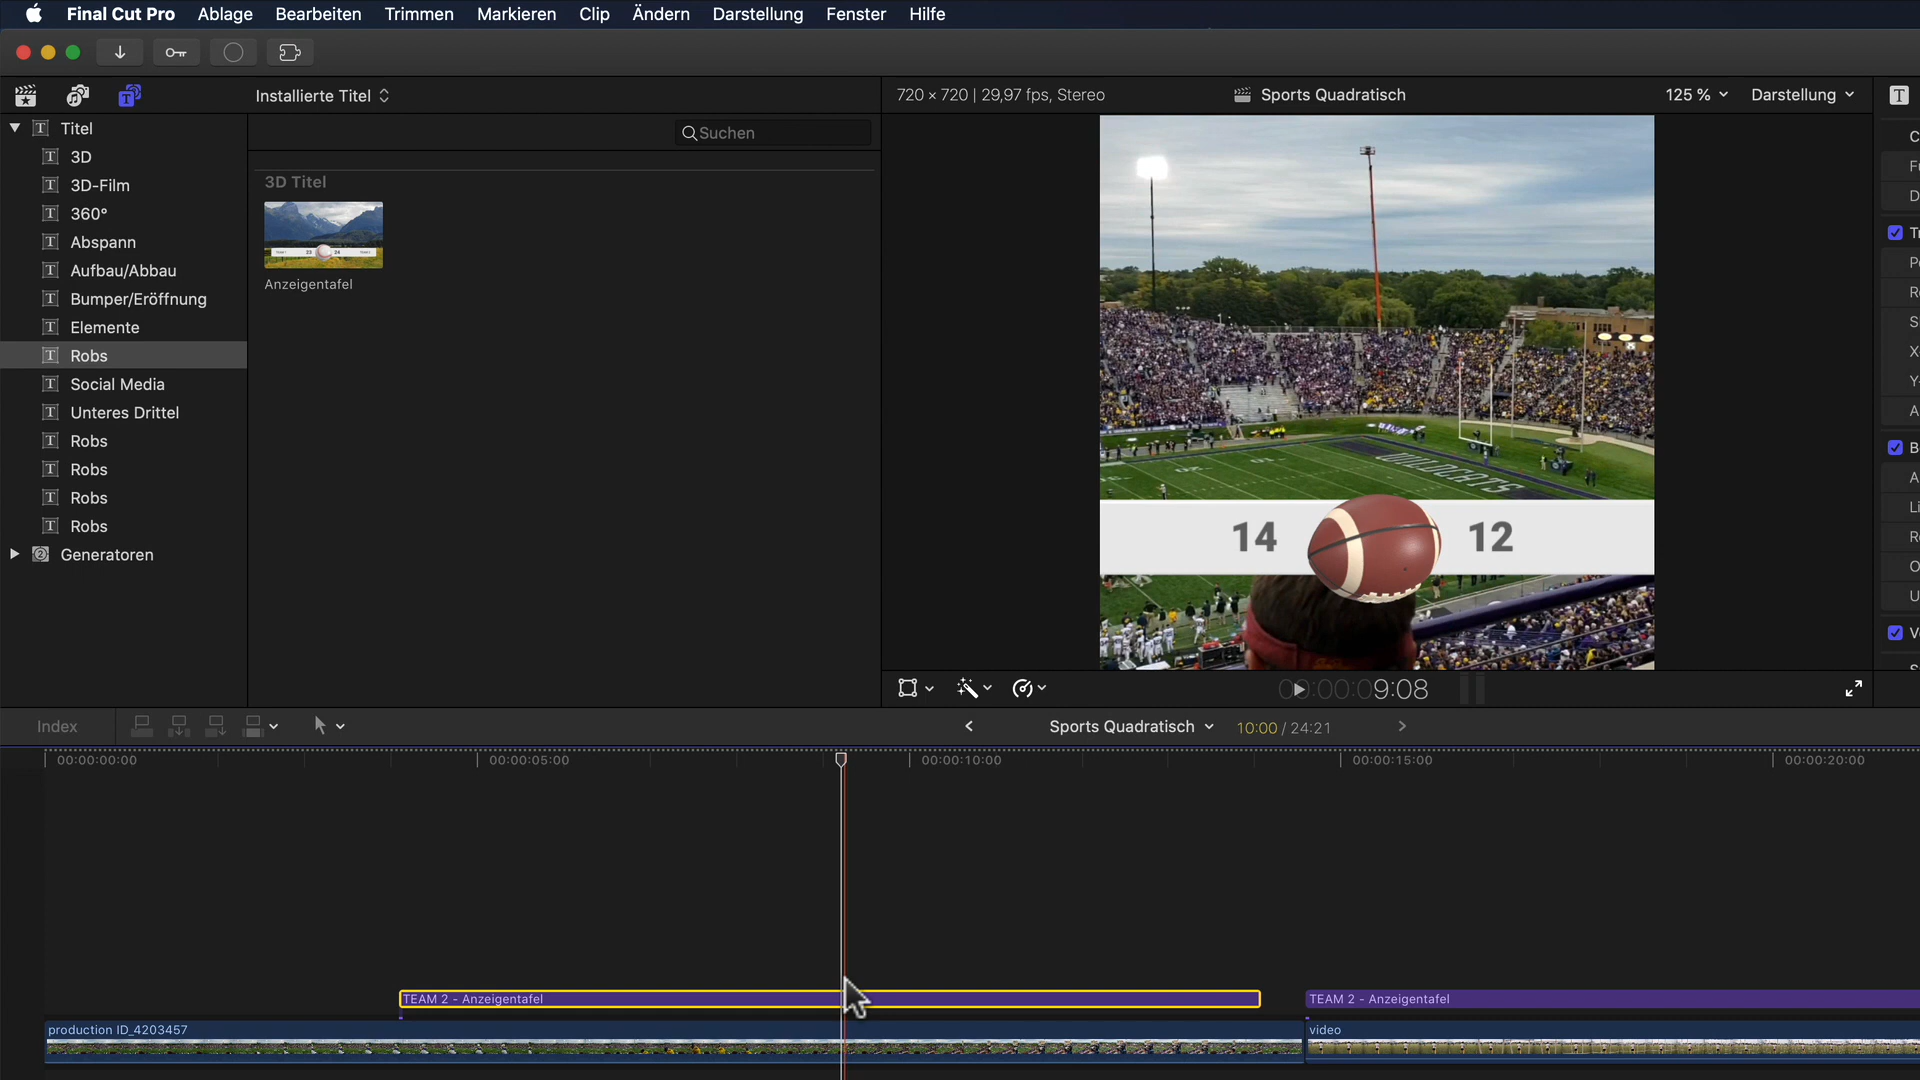 Final Cut Pro Ablage Bearbeiten Trimmen Markieren Clip Ändern Darstellung Fenster Hilfe
Installierte Titel
720 × 720 | 29,97 fps, Stereo
Sports Quadratisch
125 %
Darstellung
Titel
3D
3D-Film
360°
Abspann
Aufbau/Abbau
Bumper/Eröffnung
Elemente
Robs
Social Media
Unteres Drittel
Robs
Robs
Robs
Robs
Generatoren
Suchen
3D Titel
Anzeigentafel
WILDCATS
14 12
9:08
Index
Sports Quadratisch
10:00 / 24:21
00:00:00:00 00:00:05:00 00:00:10:00 00:00:15:00 00:00:20:00
TEAM 2 - Anzeigentafel
TEAM 2 - Anzeigentafel
production ID_4203457
video